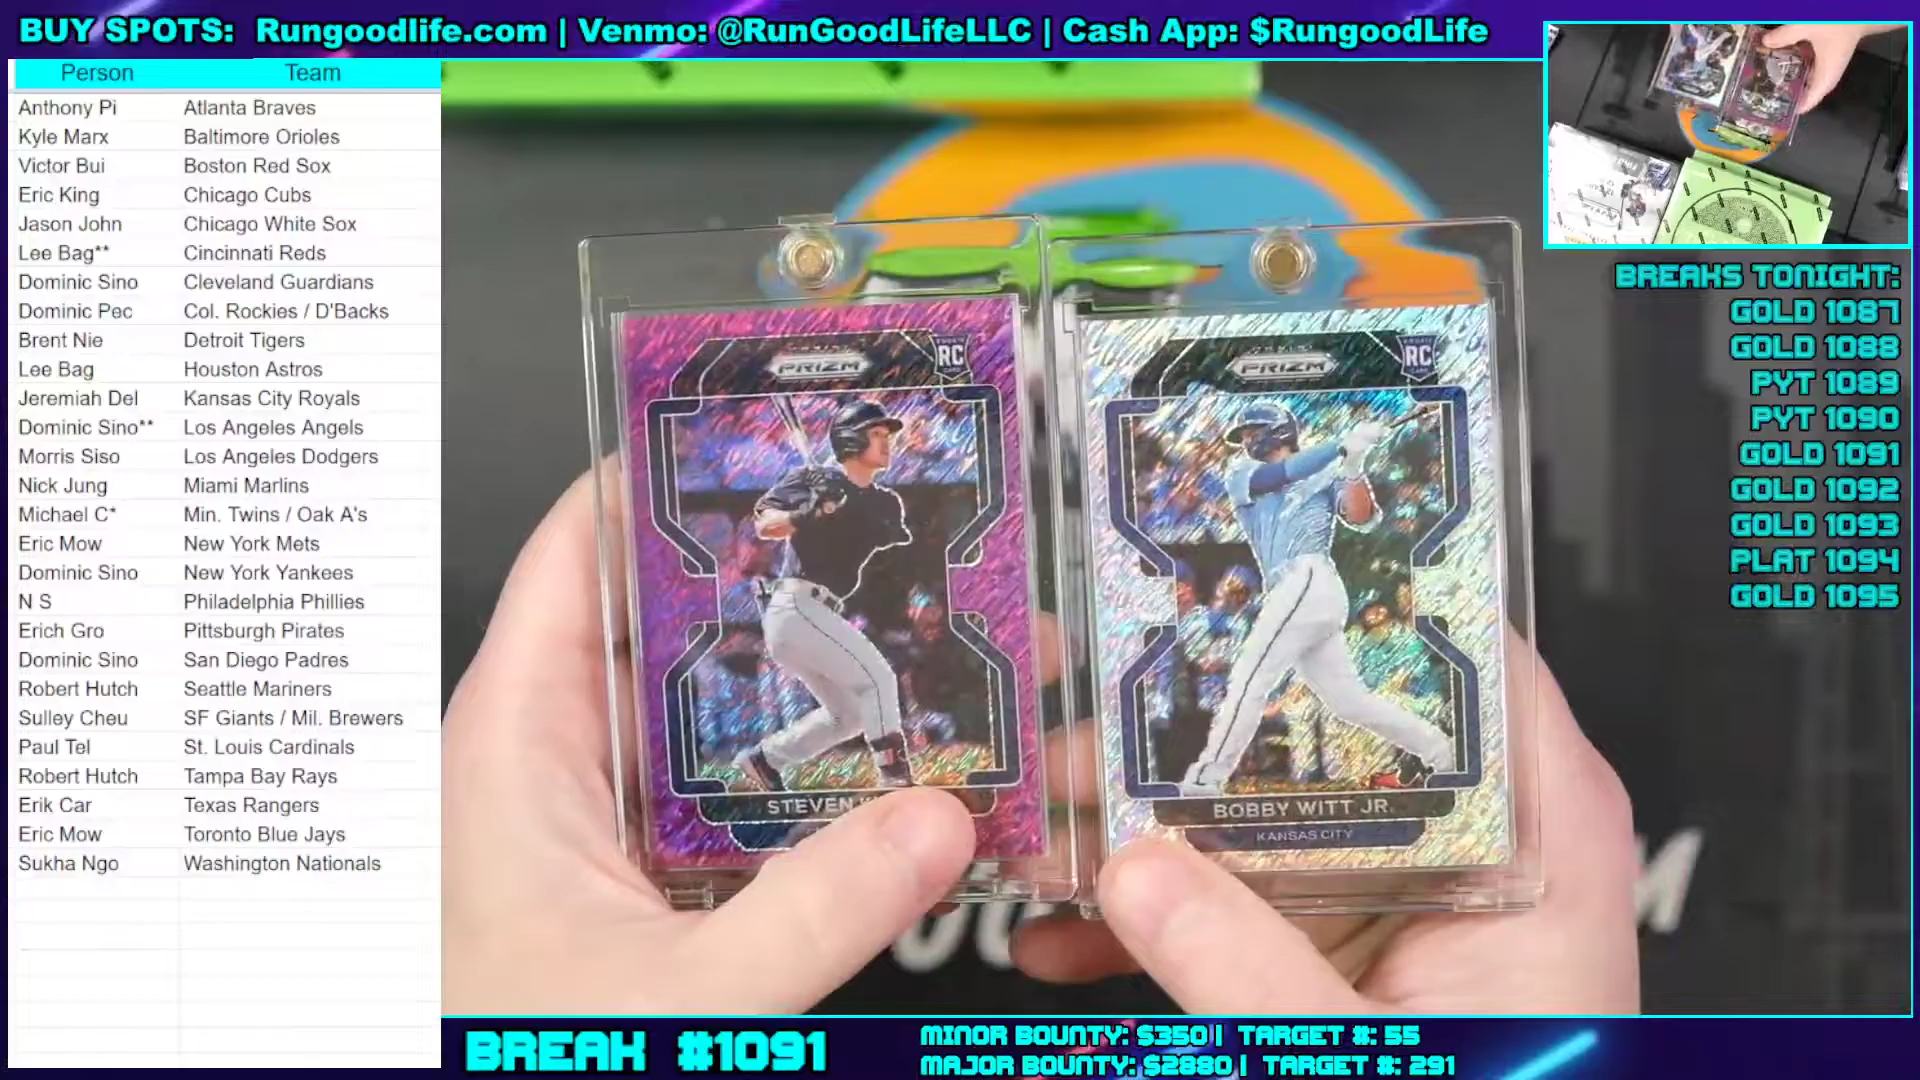 BUY SPOTS: Rungoodlife.com | Venmo: @RunGoodLifeLLC | Cash App: $RungoodLife
Person Team
Anthony Pi Atlanta Braves
Kyle Marx Baltimore Orioles
Victor Bui Boston Red Sox
Eric King Chicago Cubs
Jason John Chicago White Sox
Lee Bag** Cincinnati Reds
Dominic Sino Cleveland Guardians
Dominic Pec Col. Rockies / D'Backs
Brent Nie Detroit Tigers
Lee Bag Houston Astros
Jeremiah Del Kansas City Royals
Dominic Sino** Los Angeles Angels
Morris Siso Los Angeles Dodgers
Nick Jung Miami Marlins
Michael C* Min. Twins / Oak A's
Eric Mow New York Mets
Dominic Sino New York Yankees
N S Philadelphia Phillies
Erich Gro Pittsburgh Pirates
Dominic Sino San Diego Padres
Robert Hutch Seattle Mariners
Sulley Cheu SF Giants / Mil. Brewers
Paul Tel St. Louis Cardinals
Robert Hutch Tampa Bay Rays
Erik Car Texas Rangers
Eric Mow Toronto Blue Jays
Sukha Ngo Washington Nationals
PRIZM
RC
STEVEN
PRIZM
RC
BOBBY WITT JR.
KANSAS CITY
BREAKS TONIGHT:
GOLD 1087
GOLD 1088
PYT 1089
PYT 1090
GOLD 1091
GOLD 1092
GOLD 1093
PLAT 1094
GOLD 1095
BREAK #1091
MINOR BOUNTY: $350 | TARGET #: 55
MAJOR BOUNTY: $2880 | TARGET #: 291